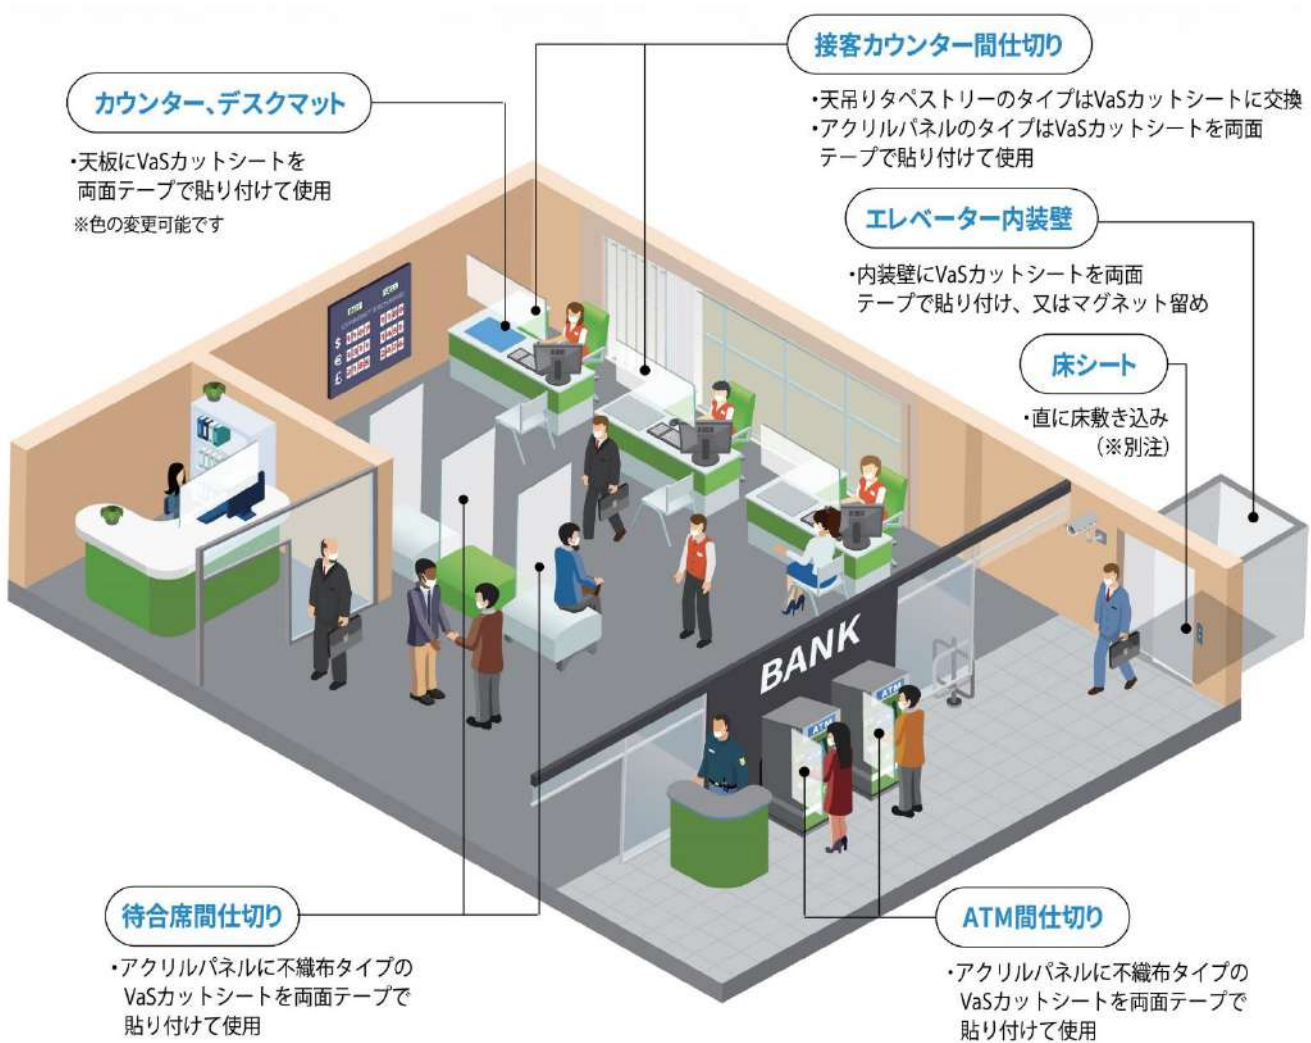 接客カウンター間仕切り
・天吊りタペストリーのタイプはVaSカットシートに交換
・アクリルパネルのタイプはVaSカットシートを両面
テープで貼り付けて使用
カウンター、デスクマット
・天板にVaSカットシートを
両面テープで貼り付けて使用
※色の変更可能です
エレベーター内装壁
・内装壁にVaSカットシートを両面
テープで貼り付け、又はマグネット留め
床シート
・直に床敷き込み
(※別注)
$
€
£
BANK
ATM
ATM
待合席間仕切り
・アクリルパネルに不織布タイプの
VaSカットシートを両面テープで
貼り付けて使用
ATM間仕切り
・アクリルパネルに不織布タイプの
VaSカットシートを両面テープで
貼り付けて使用